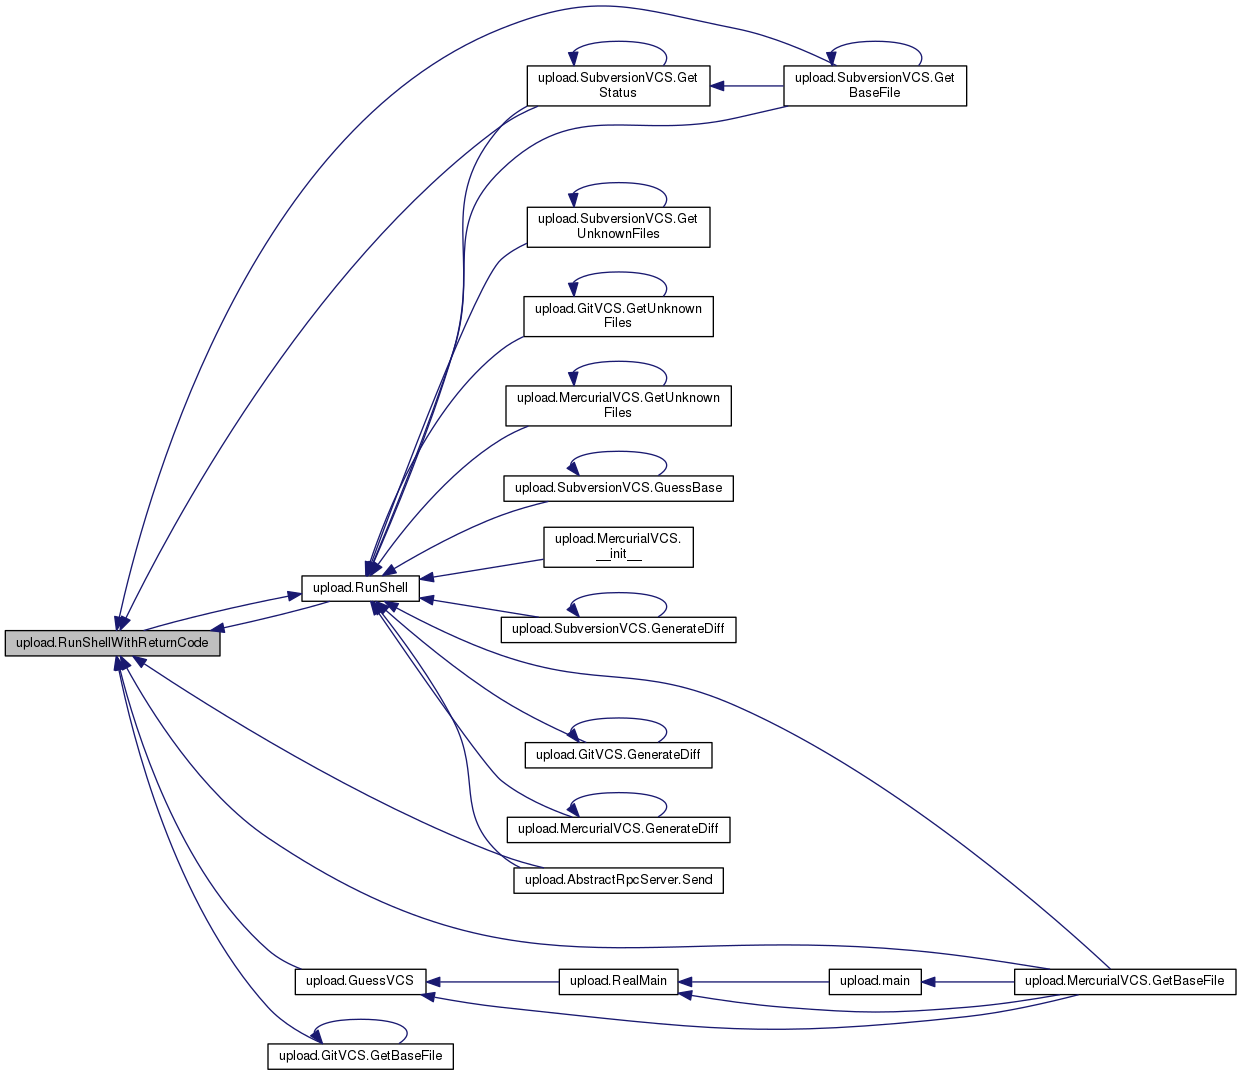 upload.SubversionVCS.Get
Status
upload.SubversionVCS.Get
BaseFile
upload.SubversionVCS.Get
UnknownFiles
upload.GitVCS.GetUnknown
Files
upload.MercurialVCS.GetUnknown
Files
upload.SubversionVCS.GuessBase
upload.MercurialVCS.
__init__
upload.RunShell
upload.SubversionVCS.GenerateDiff
upload.RunShellWithReturnCode
upload.GitVCS.GenerateDiff
upload.MercurialVCS.GenerateDiff
upload.AbstractRpcServer.Send
upload.GuessVCS
upload.RealMain
upload.main
upload.MercurialVCS.GetBaseFile
upload.GitVCS.GetBaseFile